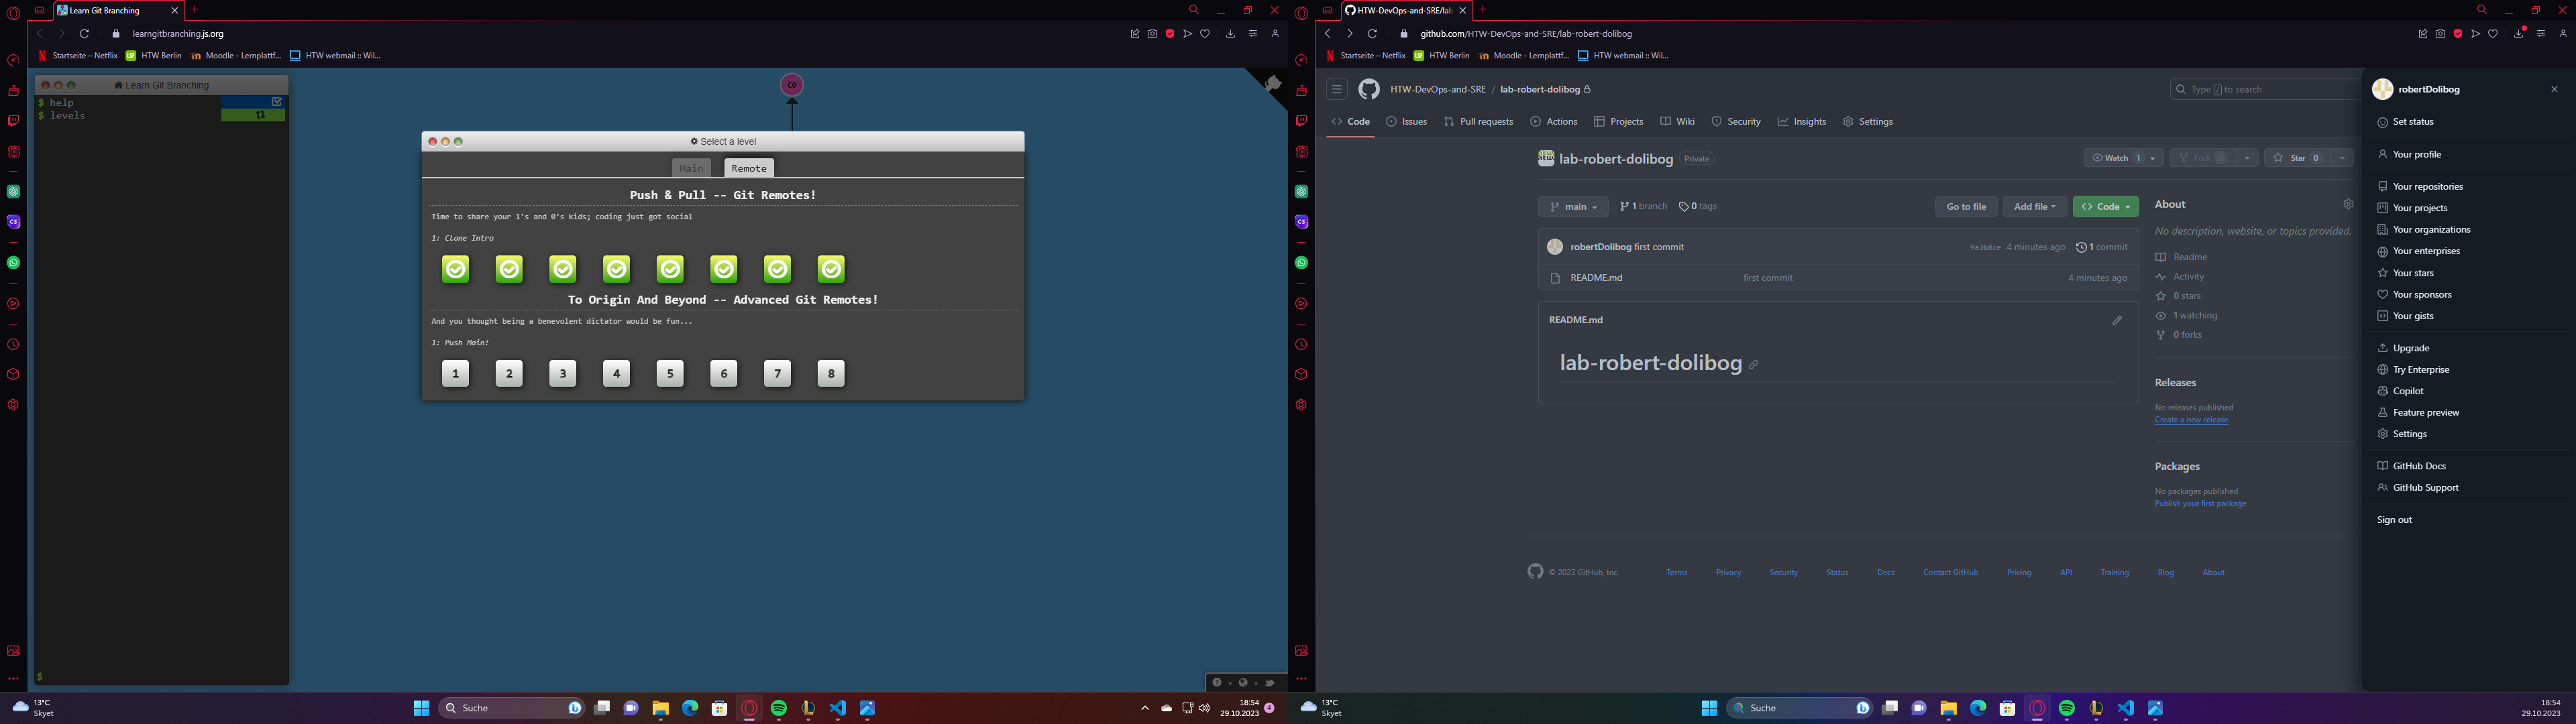 Learn Git Branching
learngitbranching.js.org
Startseite – Netflix
HTW Berlin
Moodle - Lernplattf...
HTW webmail :: Wil...
Learn Git Branching
$ help
$ levels
$
C0
Select a level
Main
Remote
Push & Pull -- Git Remotes!
Time to share your 1's and 0's kids; coding just got social
1: Clone Intro
To Origin And Beyond -- Advanced Git Remotes!
And you thought being a benevolent dictator would be fun...
1: Push Main!
1 2 3 4 5 6 7 8
13°C
Skyet
Suche
18:54
29.10.2023
4
HTW-DevOps-and-SRE/lab
github.com/HTW-DevOps-and-SRE/lab-robert-dolibog
Startseite – Netflix
HTW Berlin
Moodle - Lernplattf...
HTW webmail :: Wil...
HTW-DevOps-and-SRE / lab-robert-dolibog
Type / to search
Code
Issues
Pull requests
Actions
Projects
Wiki
Security
Insights
Settings
lab-robert-dolibog
Private
Watch 1
Fork 0
Star 0
main
1 branch
0 tags
Go to file
Add file
Code
robertDolibog first commit
9a3b8ce 4 minutes ago
1 commit
README.md
first commit
4 minutes ago
README.md
lab-robert-dolibog
About
No description, website, or topics provided.
Readme
Activity
0 stars
1 watching
0 forks
Releases
No releases published
Create a new release
Packages
No packages published
Publish your first package
© 2023 GitHub, Inc.
Terms
Privacy
Security
Status
Docs
Contact GitHub
Pricing
API
Training
Blog
About
robertDolibog
Set status
Your profile
Your repositories
Your projects
Your organizations
Your enterprises
Your stars
Your sponsors
Your gists
Upgrade
Try Enterprise
Copilot
Feature preview
Settings
GitHub Docs
GitHub Support
Sign out
13°C
Skyet
Suche
18:54
29.10.2023